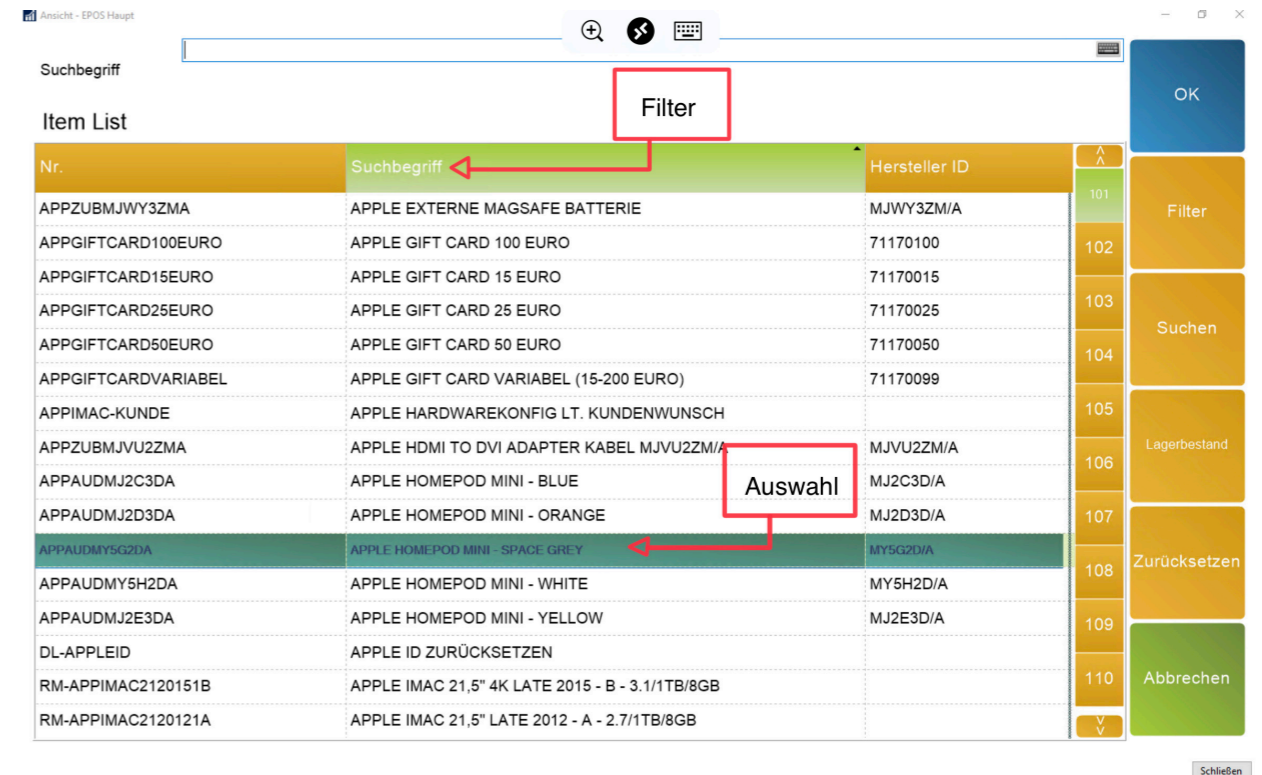 Ansicht - EPOS Haupt
Suchbegriff
Filter
OK
Item List
Nr. Suchbegriff Hersteller ID
APPZUBMJWY3ZMA APPLE EXTERNE MAGSAFE BATTERIE MJWY3ZM/A 101
Filter
APPGIFTCARD100EURO APPLE GIFT CARD 100 EURO 71170100 102
APPGIFTCARD15EURO APPLE GIFT CARD 15 EURO 71170015
APPGIFTCARD25EURO APPLE GIFT CARD 25 EURO 71170025 103
Suchen
APPGIFTCARD50EURO APPLE GIFT CARD 50 EURO 71170050 104
APPGIFTCARDVARIABEL APPLE GIFT CARD VARIABEL (15-200 EURO) 71170099
APPIMAC-KUNDE APPLE HARDWAREKONFIG LT. KUNDENWUNSCH 105
APPZUBMJVU2ZMA APPLE HDMI TO DVI ADAPTER KABEL MJVU2ZM/A MJVU2ZM/A 106
Lagerbestand
APPAUDMJ2C3DA APPLE HOMEPOD MINI - BLUE MJ2C3D/A
Auswahl
APPAUDMJ2D3DA APPLE HOMEPOD MINI - ORANGE MJ2D3D/A 107
APPAUDMY5G2DA APPLE HOMEPOD MINI - SPACE GREY MY5G2D/A
Zurücksetzen
APPAUDMY5H2DA APPLE HOMEPOD MINI - WHITE MY5H2D/A 108
APPAUDMJ2E3DA APPLE HOMEPOD MINI - YELLOW MJ2E3D/A 109
DL-APPLEID APPLE ID ZURÜCKSETZEN
RM-APPIMAC2120151B APPLE IMAC 21,5" 4K LATE 2015 - B - 3.1/1TB/8GB 110
Abbrechen
RM-APPIMAC2120121A APPLE IMAC 21,5" LATE 2012 - A - 2.7/1TB/8GB
Schließen